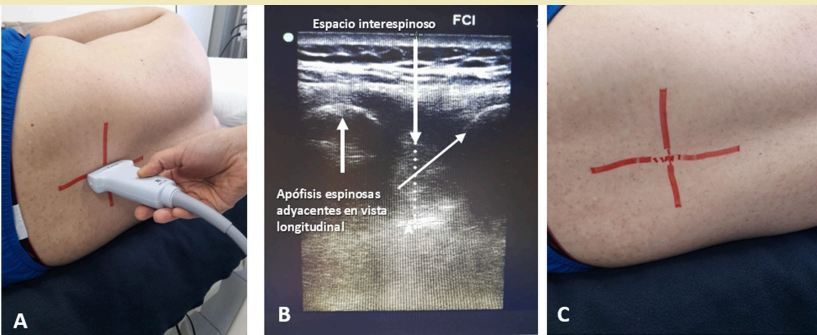 Espacio interespinoso
FCI
Apófisis espinosas
adyacentes en vista
longitudinal
A
B
C